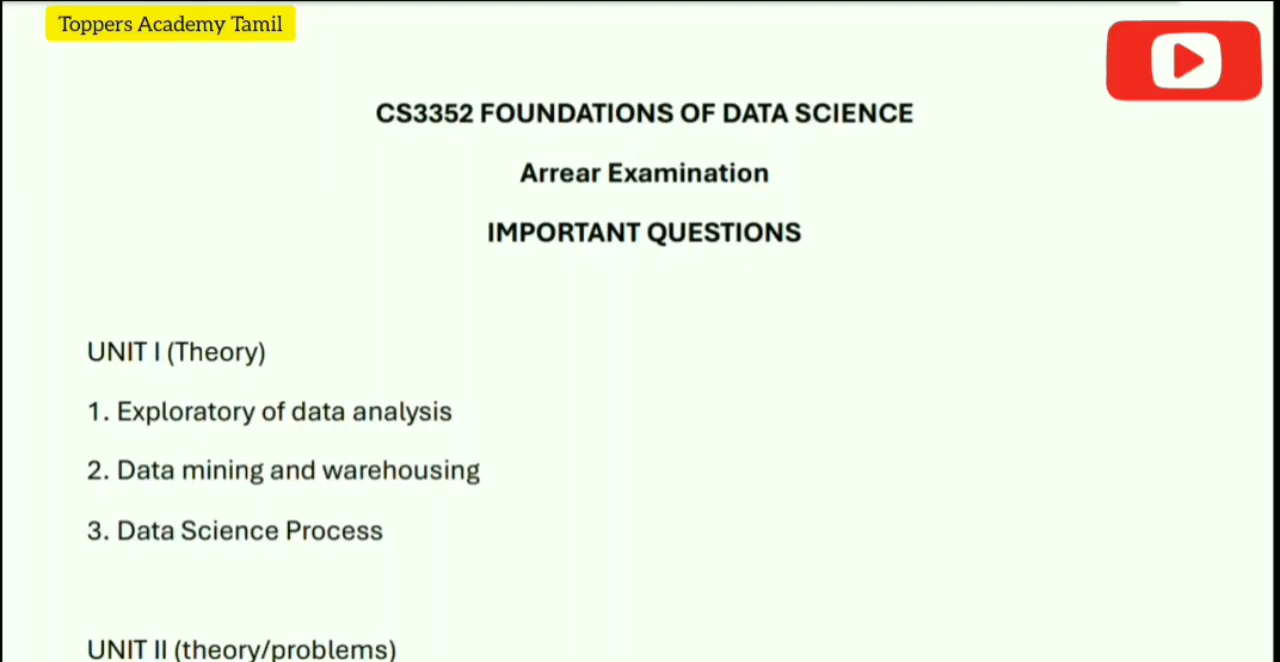 Toppers Academy Tamil
CS3352 FOUNDATIONS OF DATA SCIENCE
Arrear Examination
IMPORTANT QUESTIONS
UNIT I (Theory)
1. Exploratory of data analysis
2. Data mining and warehousing
3. Data Science Process
UNIT II (theory/problems)